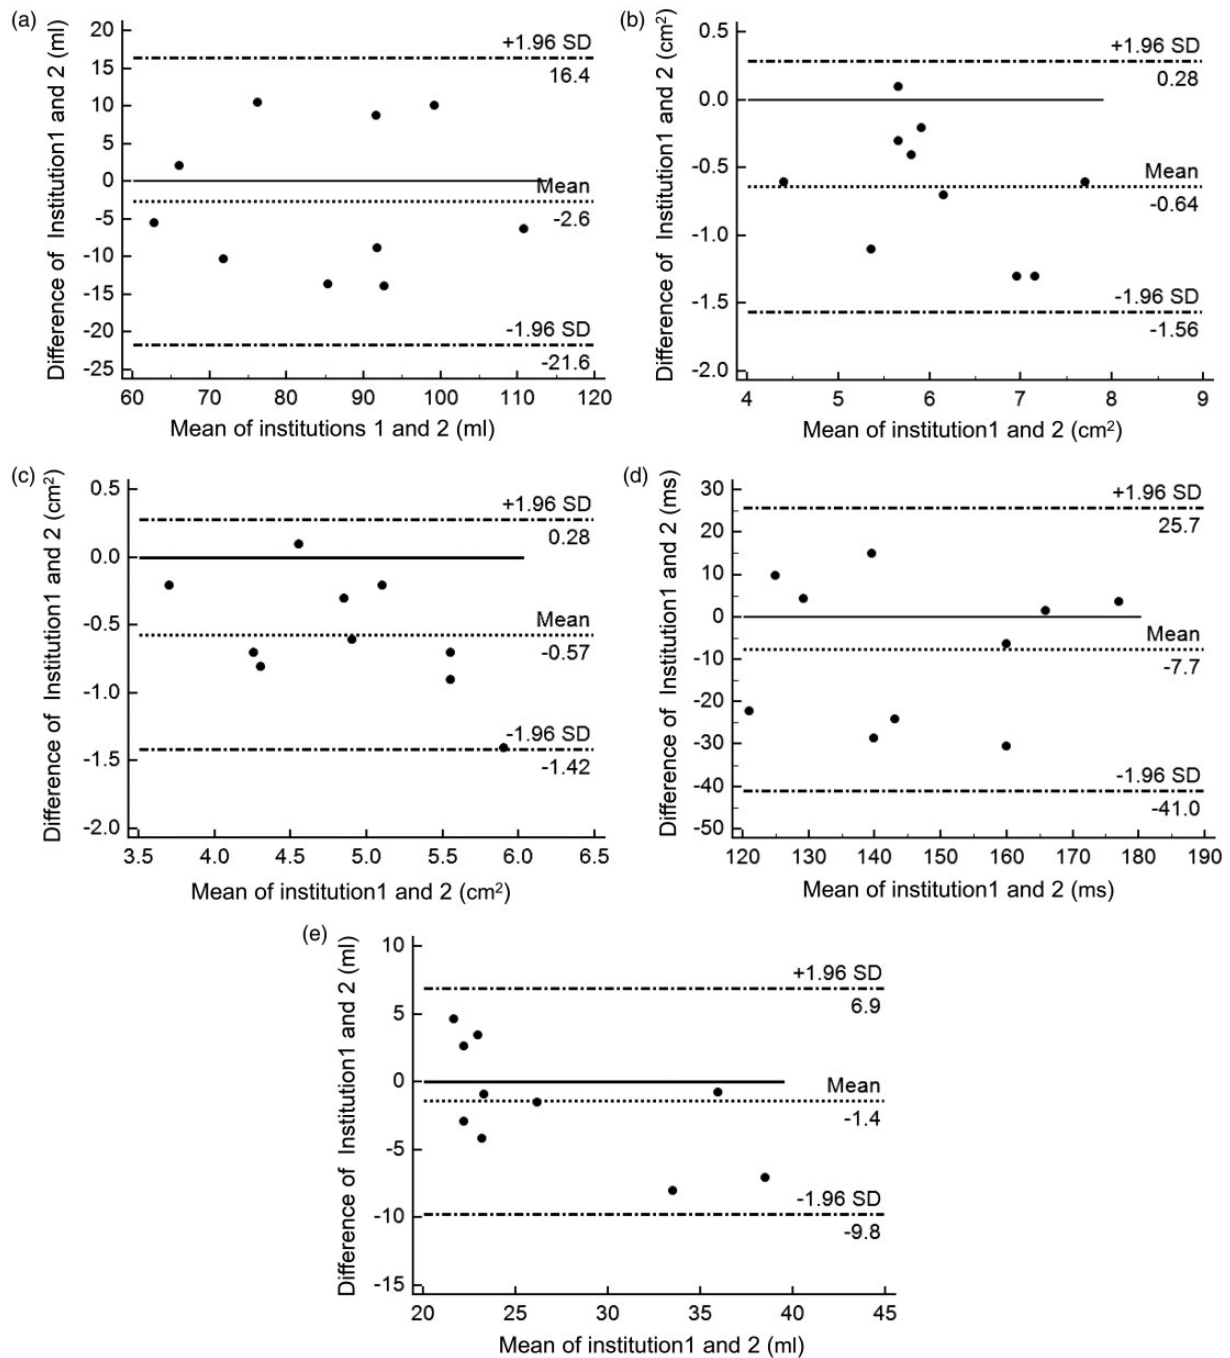 (a)
Difference of Institution1 and 2 (ml)
20
15
10
5
0
-5
-10
-15
-20
-25
+1.96 SD
16.4
Mean
-2.6
-1.96 SD
-21.6
60 70 80 90 100 110 120
Mean of institutions 1 and 2 (ml)
(b)
Difference of Institution1 and 2 (cm²)
0.5
0.0
-0.5
-1.0
-1.5
-2.0
+1.96 SD
0.28
Mean
-0.64
-1.96 SD
-1.56
4 5 6 7 8 9
Mean of institution1 and 2 (cm²)
(c)
Difference of Institution1 and 2 (cm²)
0.5
0.0
-0.5
-1.0
-1.5
-2.0
+1.96 SD
0.28
Mean
-0.57
-1.96 SD
-1.42
3.5 4.0 4.5 5.0 5.5 6.0 6.5
Mean of institution1 and 2 (cm²)
(d)
Difference of Institution1 and 2 (ms)
30
20
10
0
-10
-20
-30
-40
-50
+1.96 SD
25.7
Mean
-7.7
-1.96 SD
-41.0
120 130 140 150 160 170 180 190
Mean of institution1 and 2 (ms)
(e)
Difference of Institution1 and 2 (ml)
10
5
0
-5
-10
-15
+1.96 SD
6.9
Mean
-1.4
-1.96 SD
-9.8
20 25 30 35 40 45
Mean of institution1 and 2 (ml)